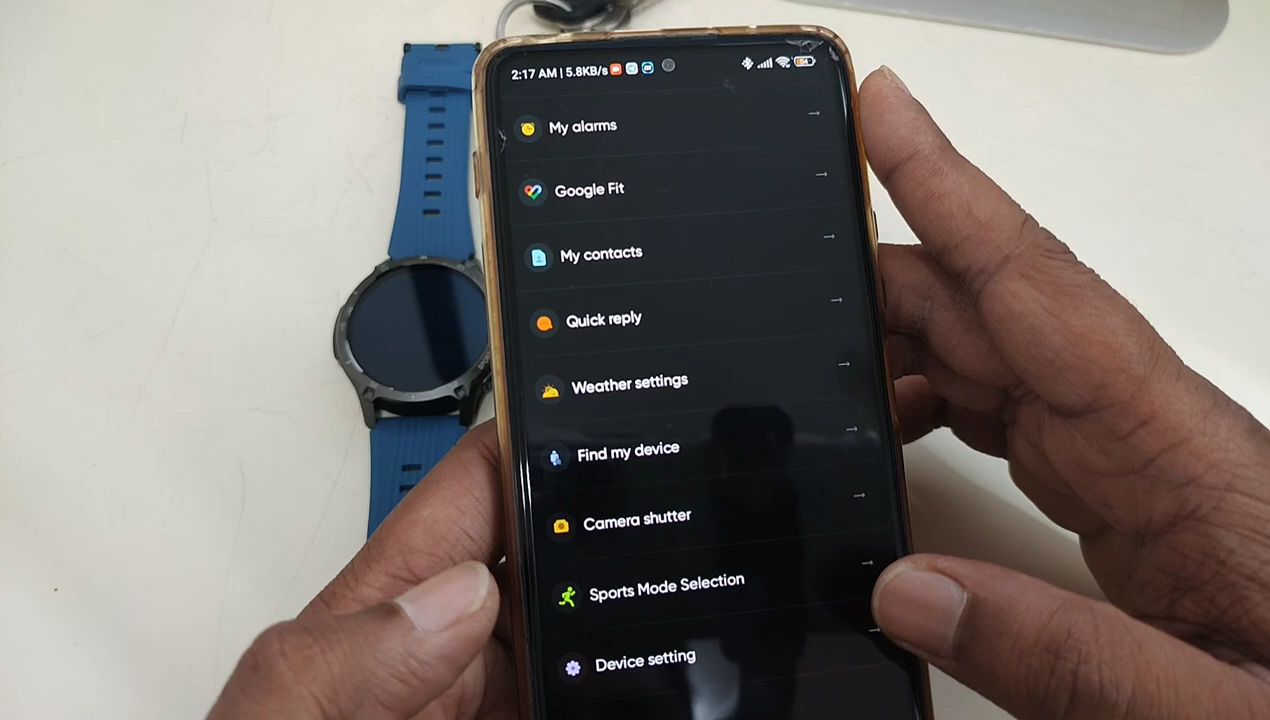 2:17 AM | 5.8KB/s
54
My alarms
Google Fit
My contacts
Quick reply
Weather settings
Find my device
Camera shutter
Sports Mode Selection
Device setting